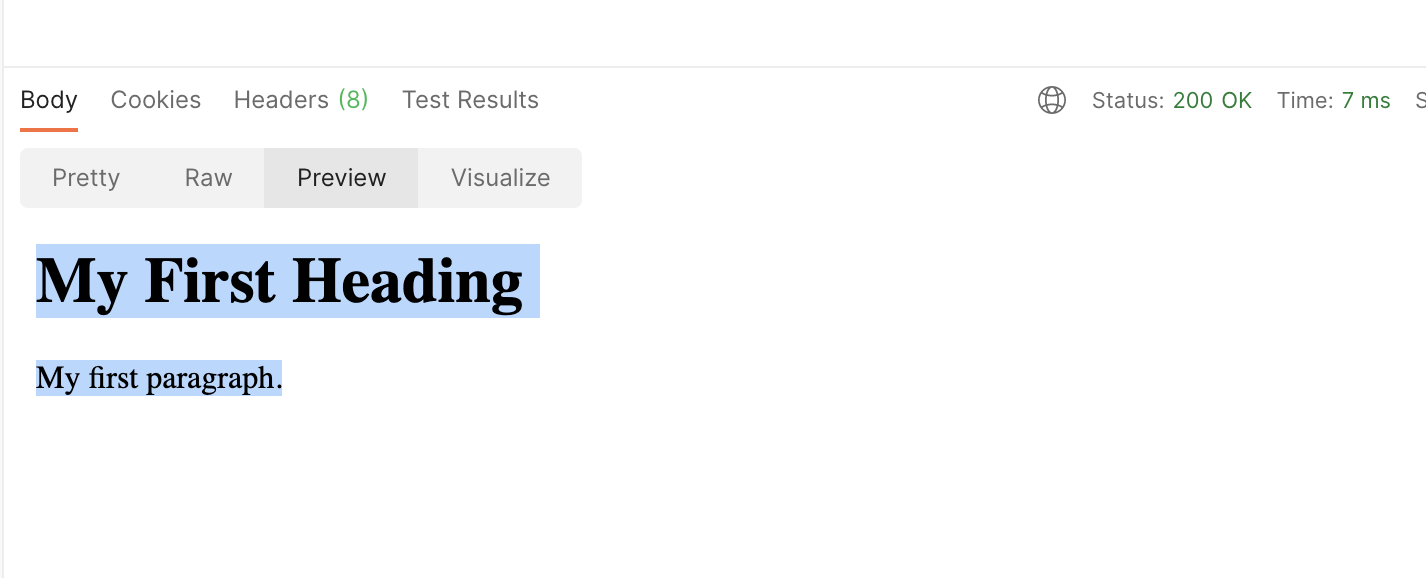 Body Cookies Headers (8) Test Results Status: 200 OK Time: 7 ms
Pretty Raw Preview Visualize
My First Heading
My first paragraph.